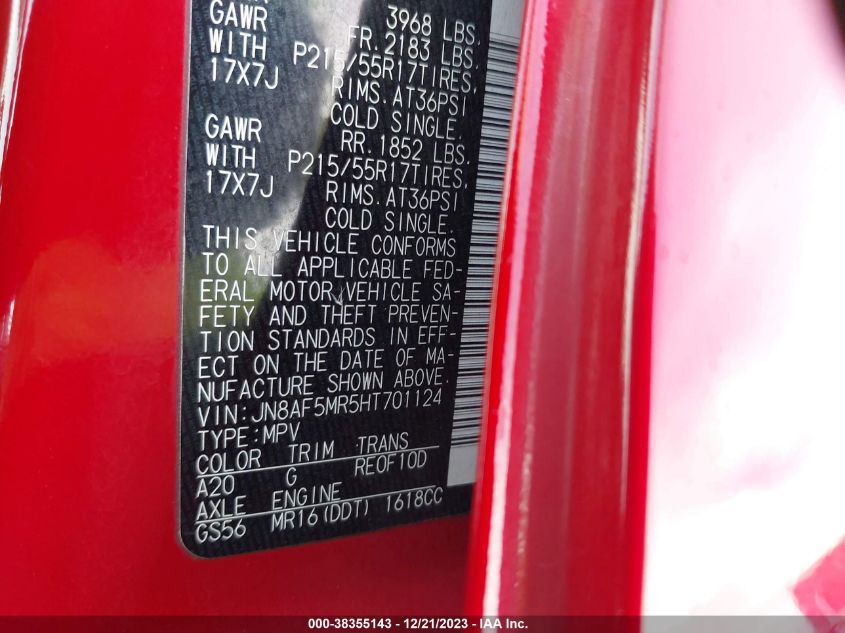 GAWR 3968 LBS.
WITH FR. 2183 LBS.
17X7J P215/55R17TIRES,
RIMS.AT36PSI
COLD SINGLE.
GAWR RR. 1852 LBS.
WITH P215/55R17TIRES,
17X7J RIMS.AT36PSI
COLD SINGLE.
THIS VEHICLE CONFORMS
TO ALL APPLICABLE FED-
ERAL MOTOR VEHICLE SA-
FETY AND THEFT PREVEN-
TION STANDARDS IN EFF-
ECT ON THE DATE OF MA-
NUFACTURE SHOWN ABOVE.
VIN:JN8AF5MR5HT701124
TYPE:MPV
COLOR TRIM TRANS
A20 G RE0F10D
AXLE ENGINE
GS56 MR16(DDT) 1618CC
000-38355143 - 12/21/2023 - IAA Inc.